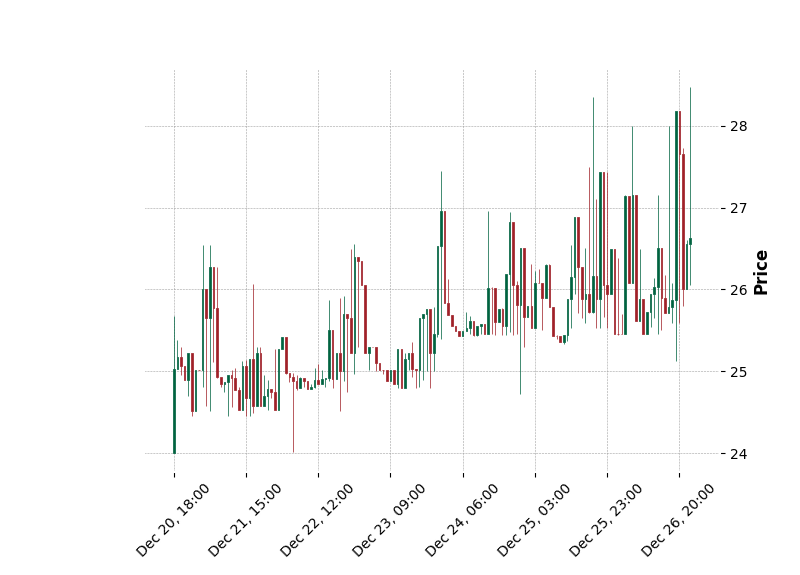 28
27
26
25
24
Price
Dec 20, 18:00
Dec 21, 15:00
Dec 22, 12:00
Dec 23, 09:00
Dec 24, 06:00
Dec 25, 03:00
Dec 25, 23:00
Dec 26, 20:00